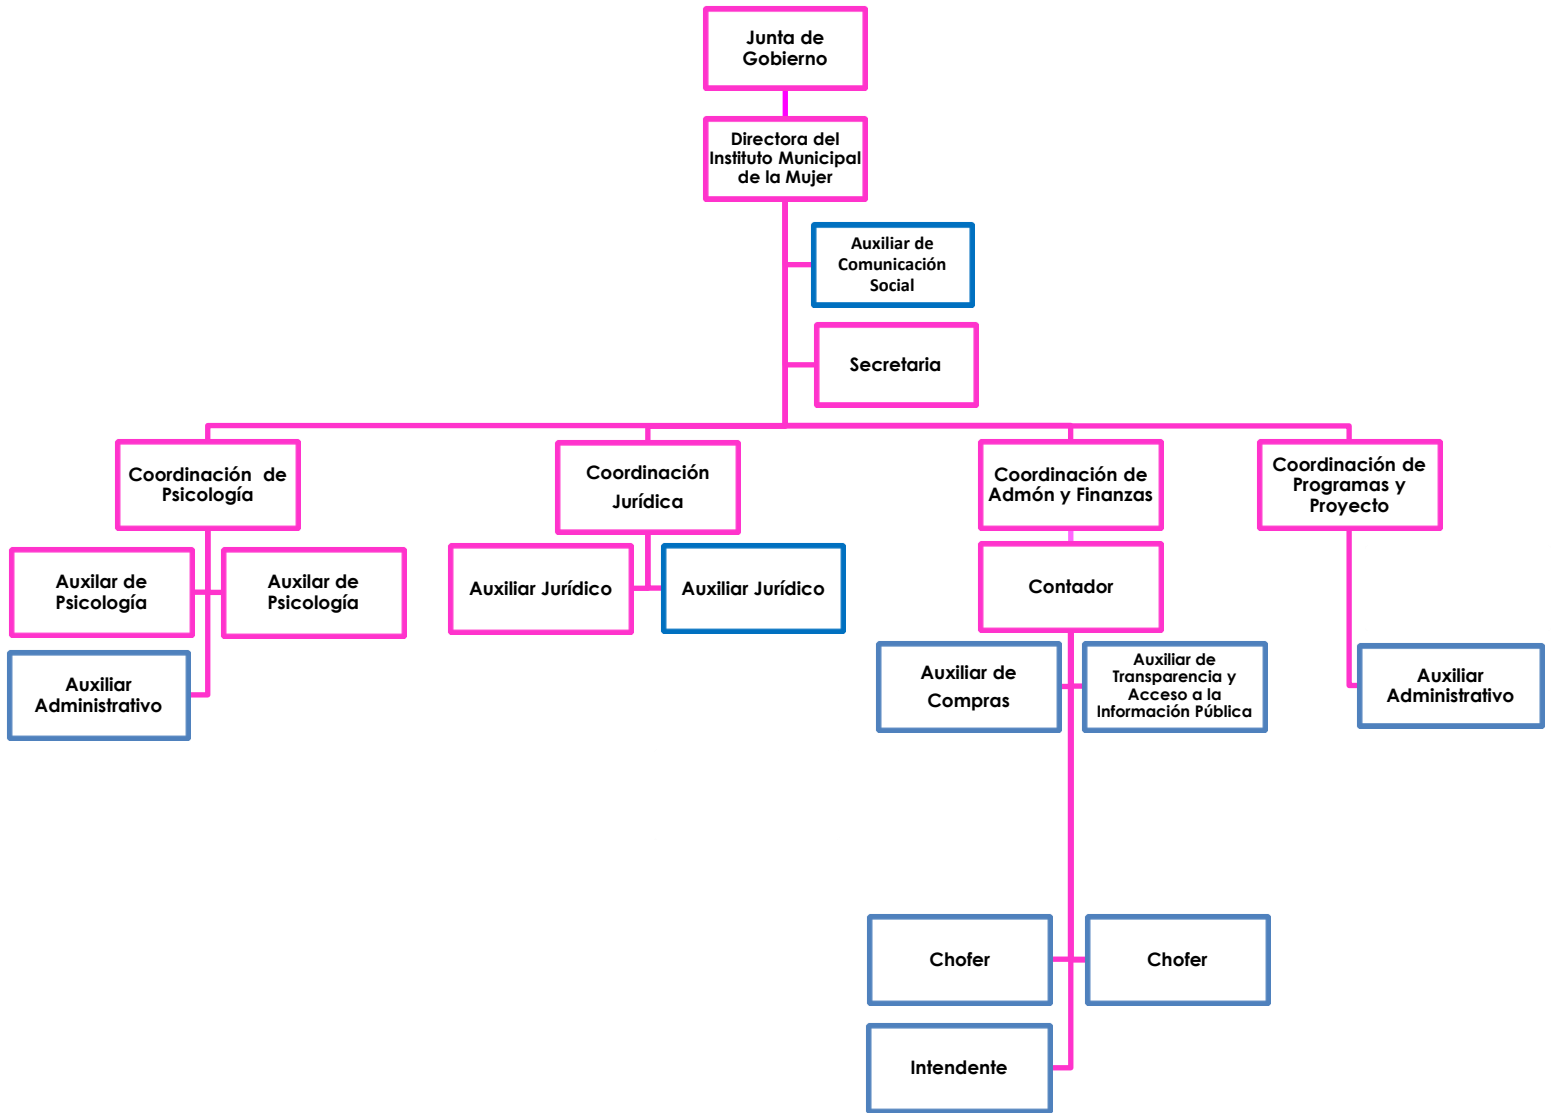 Junta de
Gobierno
Directora del
Instituto Municipal
de la Mujer
Auxiliar de
Comunicación
Social
Secretaria
Coordinación de
Psicología
Coordinación
Jurídica
Coordinación de
Admón y Finanzas
Coordinación de
Programas y
Proyecto
Auxilar de
Psicología
Auxilar de
Psicología
Auxiliar Jurídico
Auxiliar Jurídico
Contador
Auxiliar
Administrativo
Auxiliar de
Compras
Auxiliar de
Transparencia y
Acceso a la
Información Pública
Auxiliar
Administrativo
Chofer
Chofer
Intendente